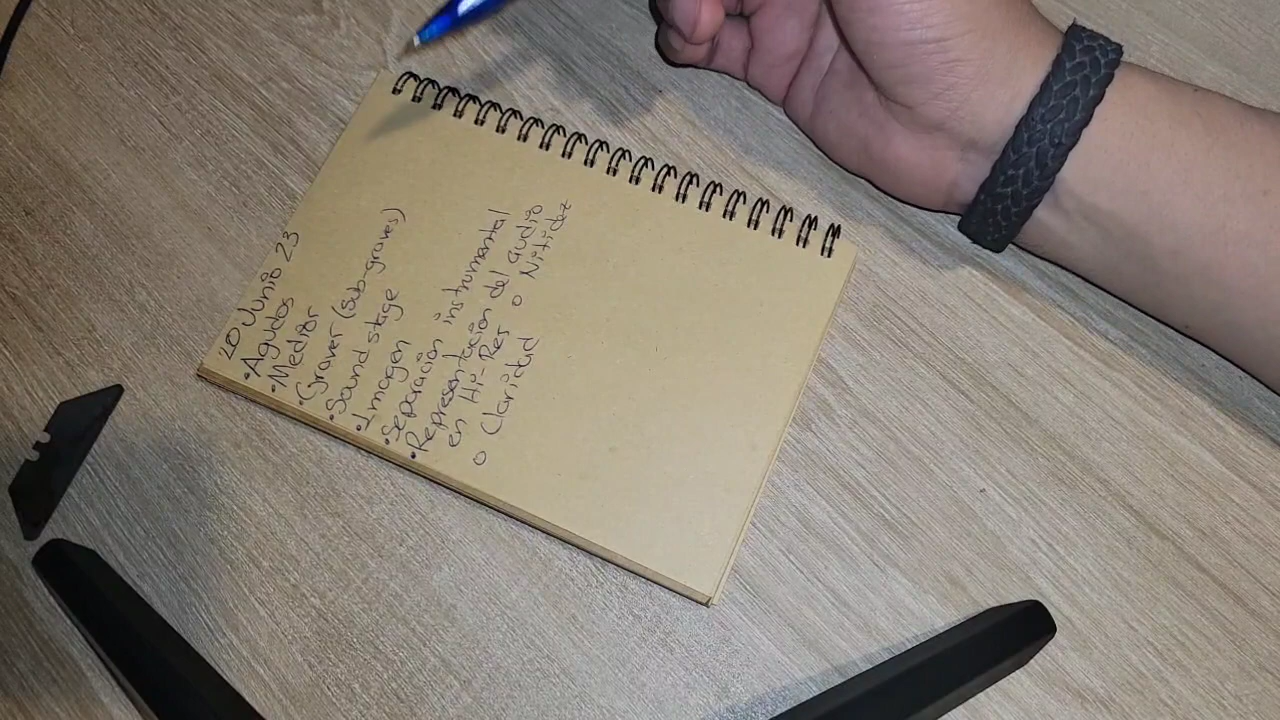 20 Junio 23
• Agudos
• Medios
• Graves (Sub-graves)
• Sound stage
• Imagen
• Separación instrumental
• Representación del audio
en Hi-Res o Nitidez
o Claridad